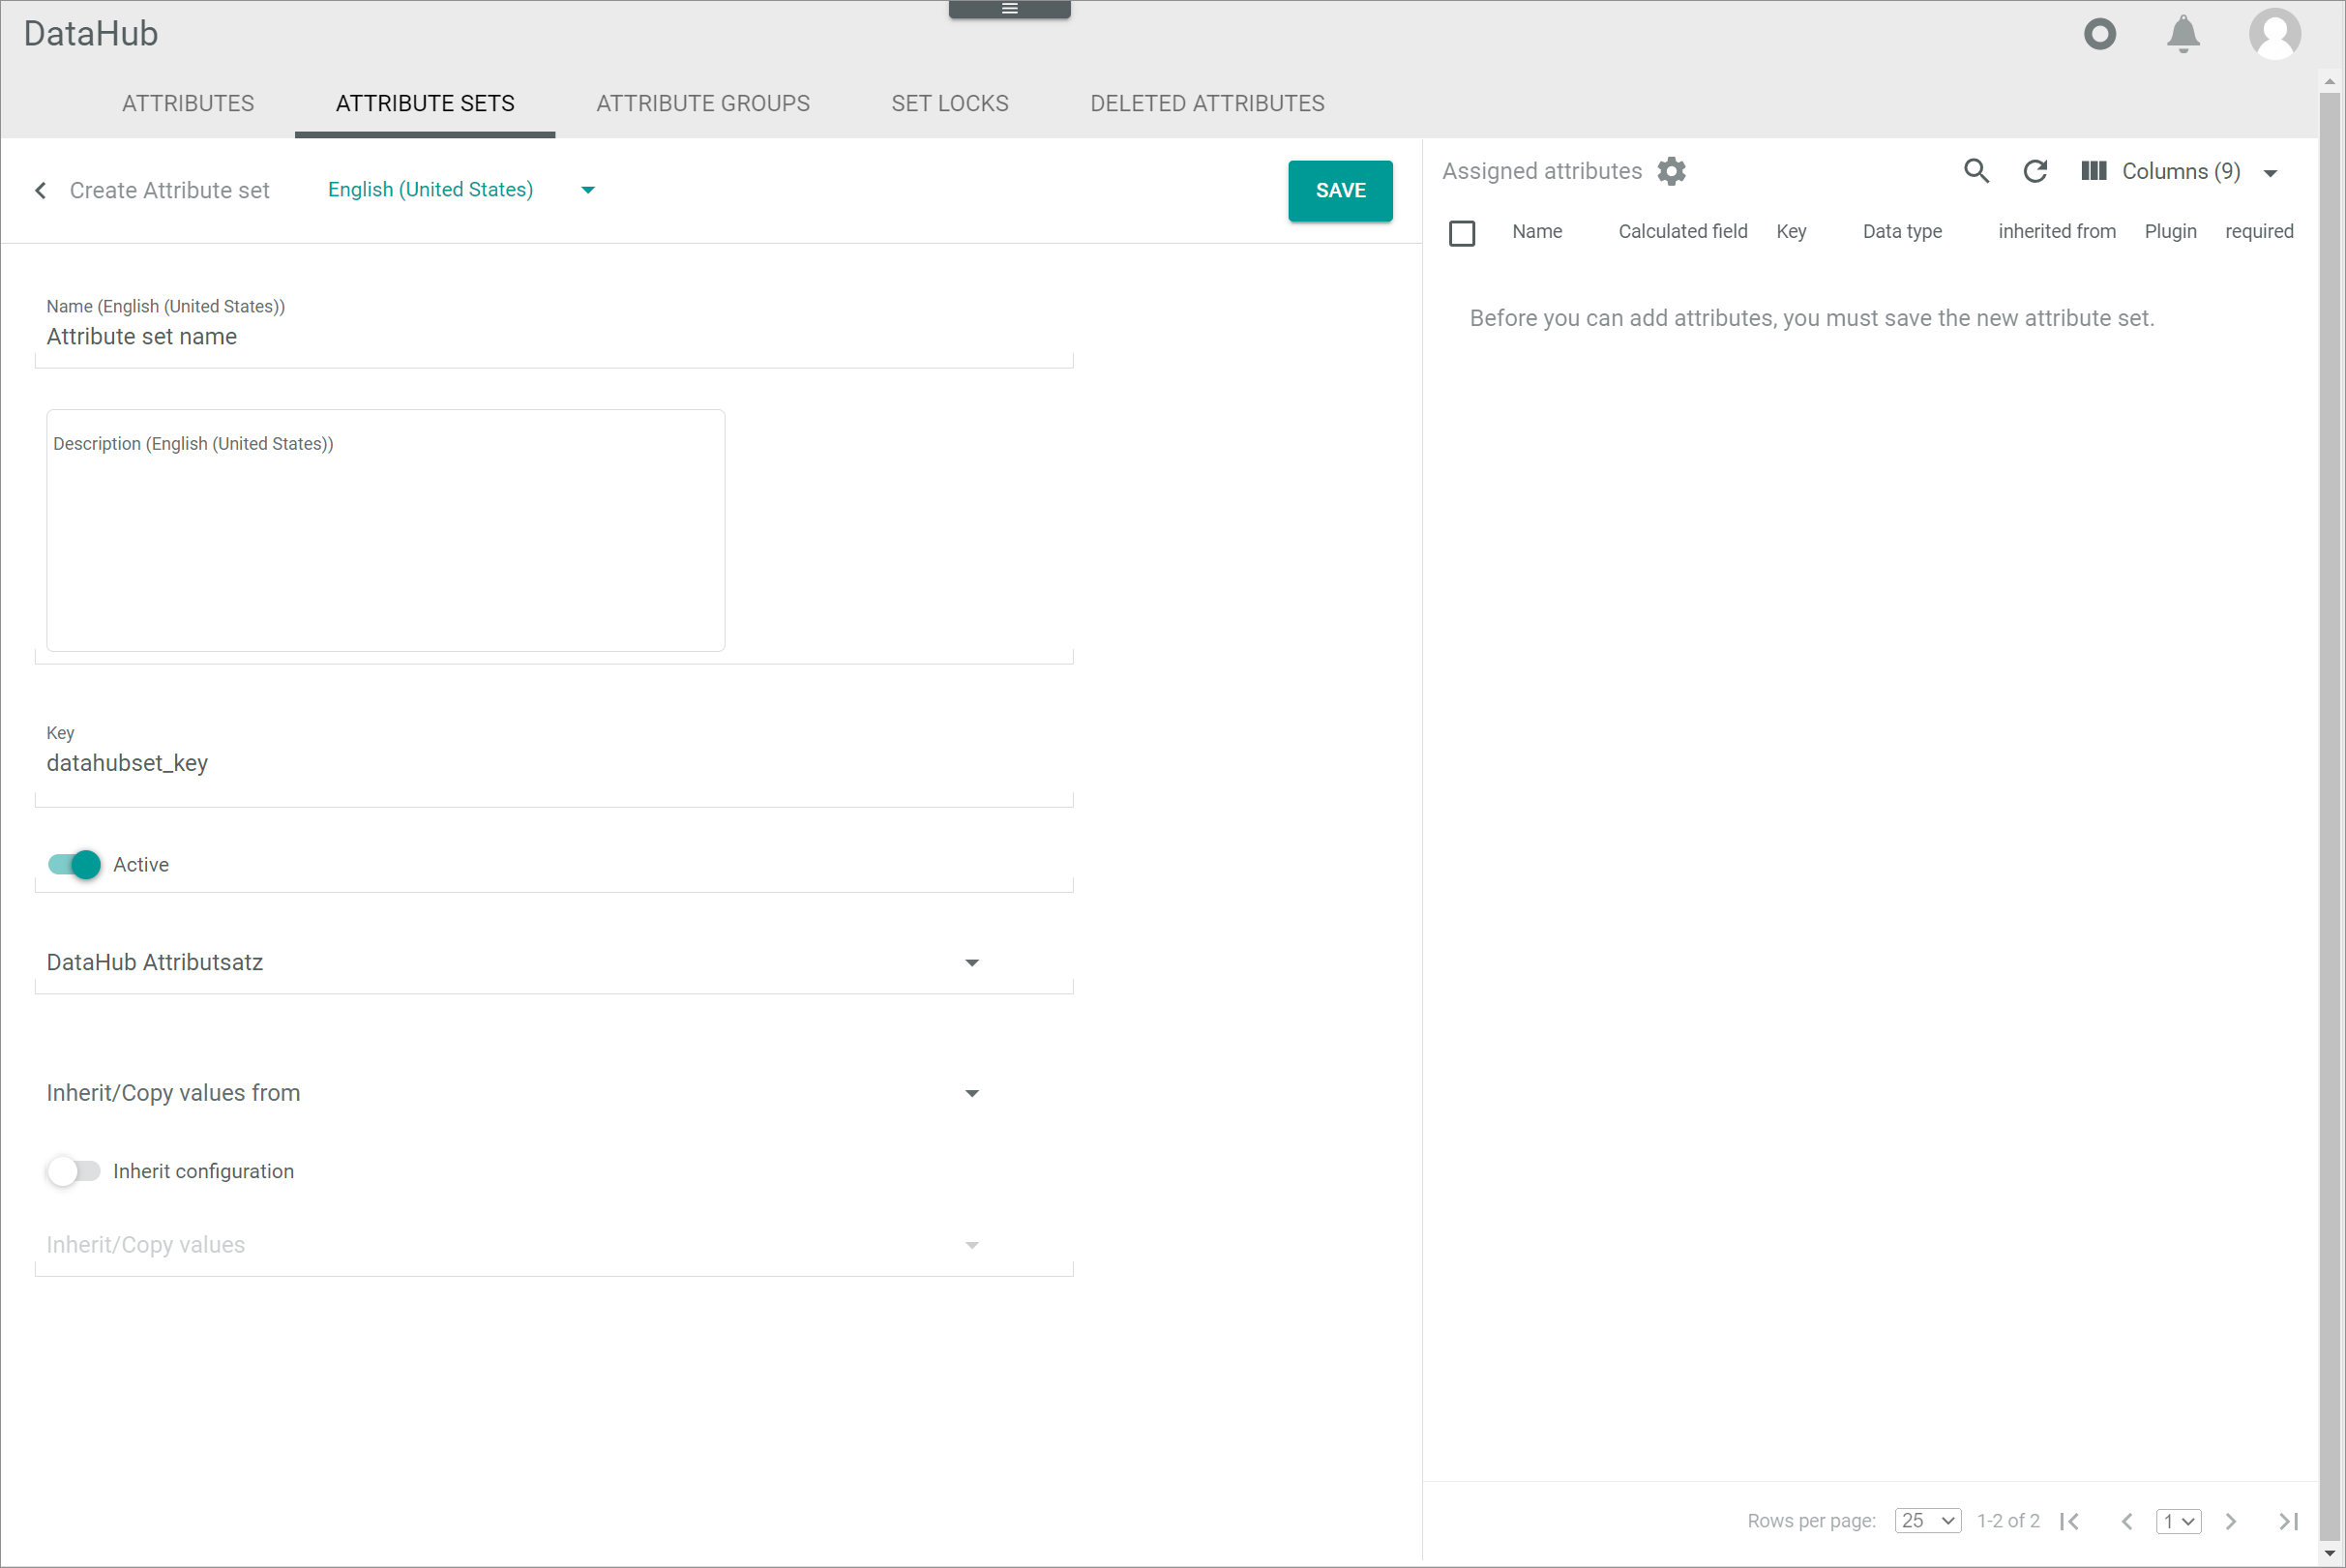 DataHub
ATTRIBUTES ATTRIBUTE SETS ATTRIBUTE GROUPS SET LOCKS DELETED ATTRIBUTES
Create Attribute set English (United States) SAVE
Name (English (United States))
Attribute set name
Description (English (United States))
Key
datahubset_key
Active
DataHub Attributsatz
Inherit/Copy values from
Inherit configuration
Inherit/Copy values
Assigned attributes Columns (9)
Name Calculated field Key Data type inherited from Plugin required
Before you can add attributes, you must save the new attribute set.
Rows per page: 25 1-2 of 2 1